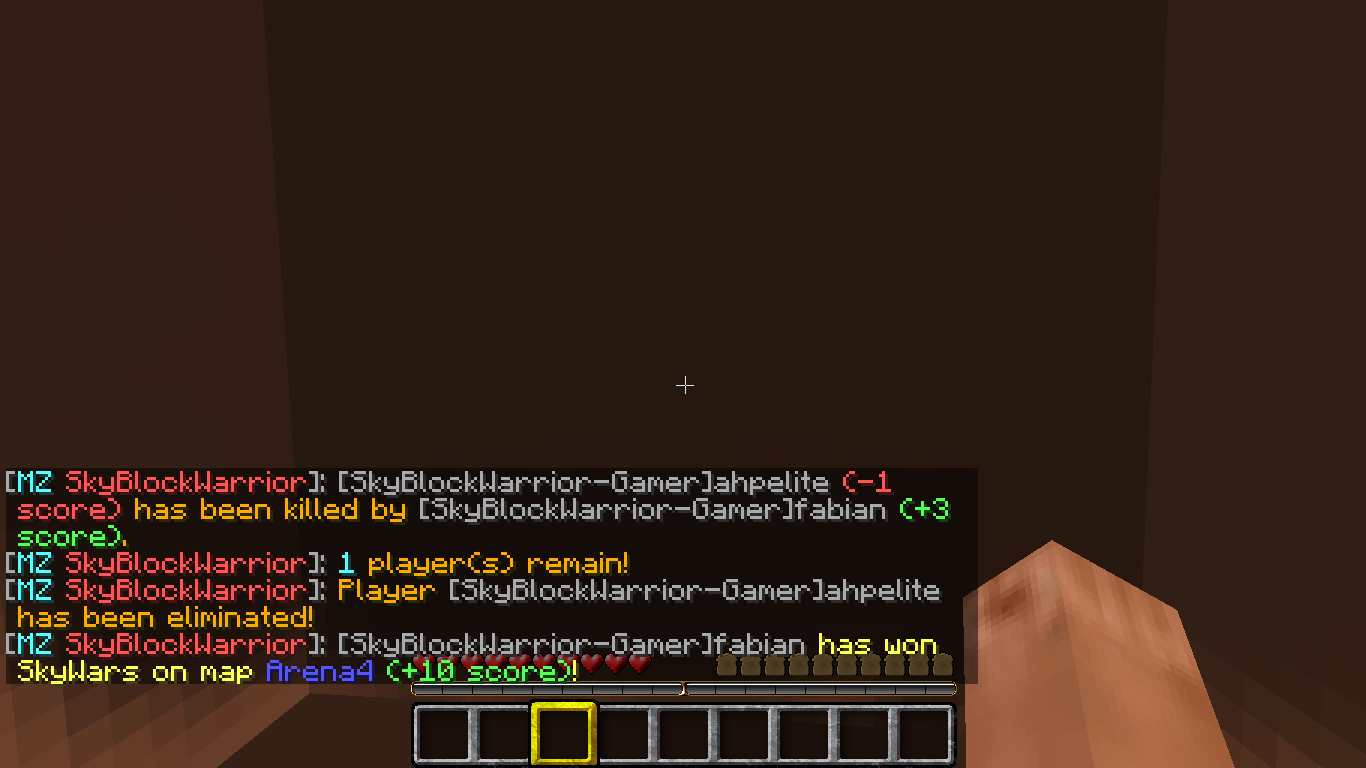 [MZ SkyBlockWarrior]: [SkyBlockWarrior-Gamer]ahpelite (-1
score) has been killed by [SkyBlockWarrior-Gamer]fabian (+3
score).
[MZ SkyBlockWarrior]: 1 player(s) remain!
[MZ SkyBlockWarrior]: Player [SkyBlockWarrior-Gamer]ahpelite
has been eliminated!
[MZ SkyBlockWarrior]: [SkyBlockWarrior-Gamer]fabian has won
SkyWars on map Arena4 (+10 score)!